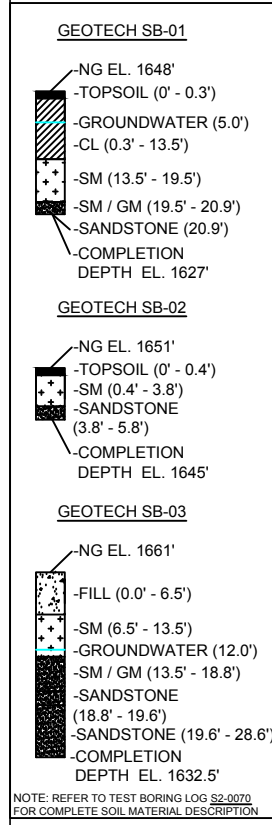 GEOTECH SB-01
-NG EL. 1648'
-TOPSOIL (0' - 0.3')
-GROUNDWATER (5.0')
-CL (0.3' - 13.5')
-SM (13.5' - 19.5')
-SM / GM (19.5' - 20.9')
-SANDSTONE (20.9')
-COMPLETION
DEPTH EL. 1627'
GEOTECH SB-02
-NG EL. 1651'
-TOPSOIL (0' - 0.4')
-SM (0.4' - 3.8')
-SANDSTONE
(3.8' - 5.8')
-COMPLETION
DEPTH EL. 1645'
GEOTECH SB-03
-NG EL. 1661'
-FILL (0.0' - 6.5')
-SM (6.5' - 13.5')
-GROUNDWATER (12.0')
-SM / GM (13.5' - 18.8')
-SANDSTONE
(18.8' - 19.6')
-SANDSTONE (19.6' - 28.6')
-COMPLETION
DEPTH EL. 1632.5'
NOTE: REFER TO TEST BORING LOG S2-0070
FOR COMPLETE SOIL MATERIAL DESCRIPTION